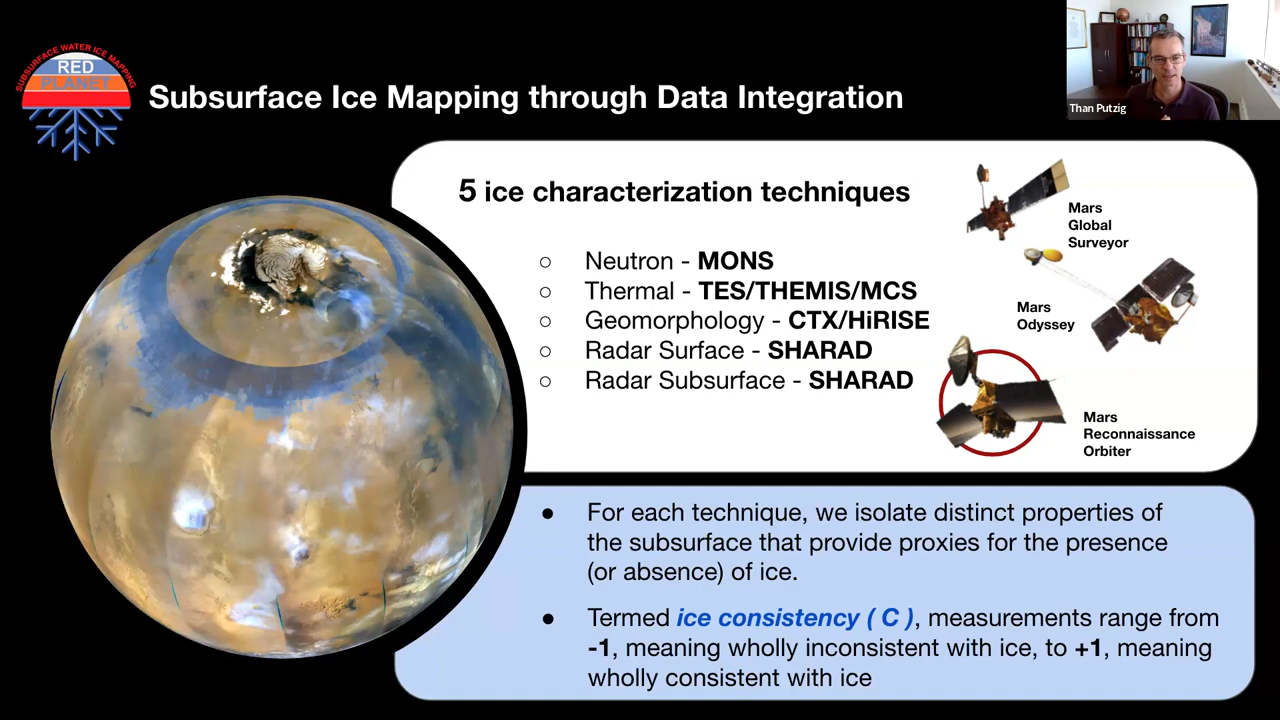 SUBSURFACE WATER ICE MAPPING
RED
PLANET
Subsurface Ice Mapping through Data Integration
Than Putzig
5 ice characterization techniques
○ Neutron - MONS
○ Thermal - TES/THEMIS/MCS
○ Geomorphology - CTX/HiRISE
○ Radar Surface - SHARAD
○ Radar Subsurface - SHARAD
Mars
Global
Surveyor
Mars
Odyssey
Mars
Reconnaissance
Orbiter
● For each technique, we isolate distinct properties of
the subsurface that provide proxies for the presence
(or absence) of ice.
● Termed ice consistency ( C ), measurements range from
-1, meaning wholly inconsistent with ice, to +1, meaning
wholly consistent with ice